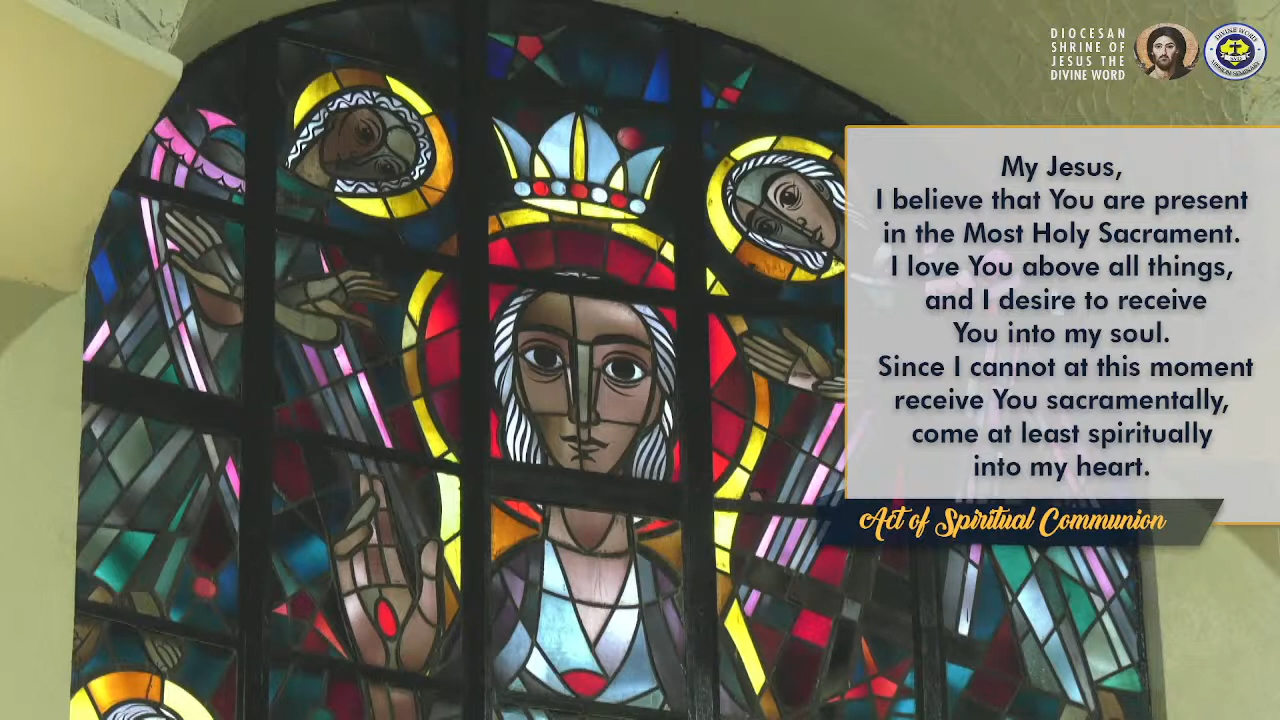 DIOCESAN
SHRINE OF
JESUS THE
DIVINE WORD
DIVINE WORD
My Jesus,
I believe that You are present
in the Most Holy Sacrament.
I love You above all things,
and I desire to receive
You into my soul.
Since I cannot at this moment
receive You sacramentally,
come at least spiritually
into my heart.
Act of Spiritual Communion